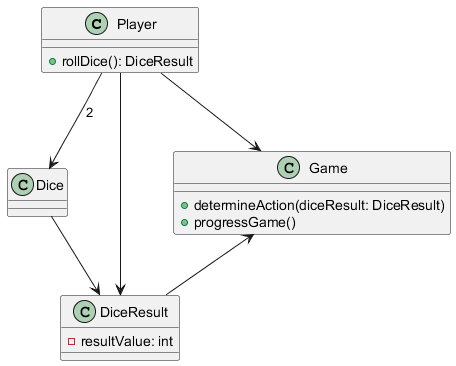 C Player
rollDice(): DiceResult
2
C Dice
C Game
determineAction(diceResult: DiceResult)
progressGame()
C DiceResult
resultValue: int